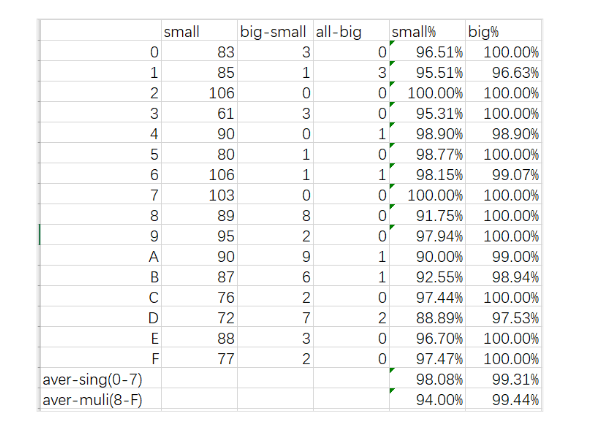 small big-small all-big small% big%
0 83 3 0 96.51% 100.00%
1 85 1 3 95.51% 96.63%
2 106 0 0 100.00% 100.00%
3 61 3 0 95.31% 100.00%
4 90 0 1 98.90% 98.90%
5 80 1 0 98.77% 100.00%
6 106 1 1 98.15% 99.07%
7 103 0 0 100.00% 100.00%
8 89 8 0 91.75% 100.00%
9 95 2 0 97.94% 100.00%
A 90 9 1 90.00% 99.00%
B 87 6 1 92.55% 98.94%
C 76 2 0 97.44% 100.00%
D 72 7 2 88.89% 97.53%
E 88 3 0 96.70% 100.00%
F 77 2 0 97.47% 100.00%
aver-sing(0-7) 98.08% 99.31%
aver-muli(8-F) 94.00% 99.44%